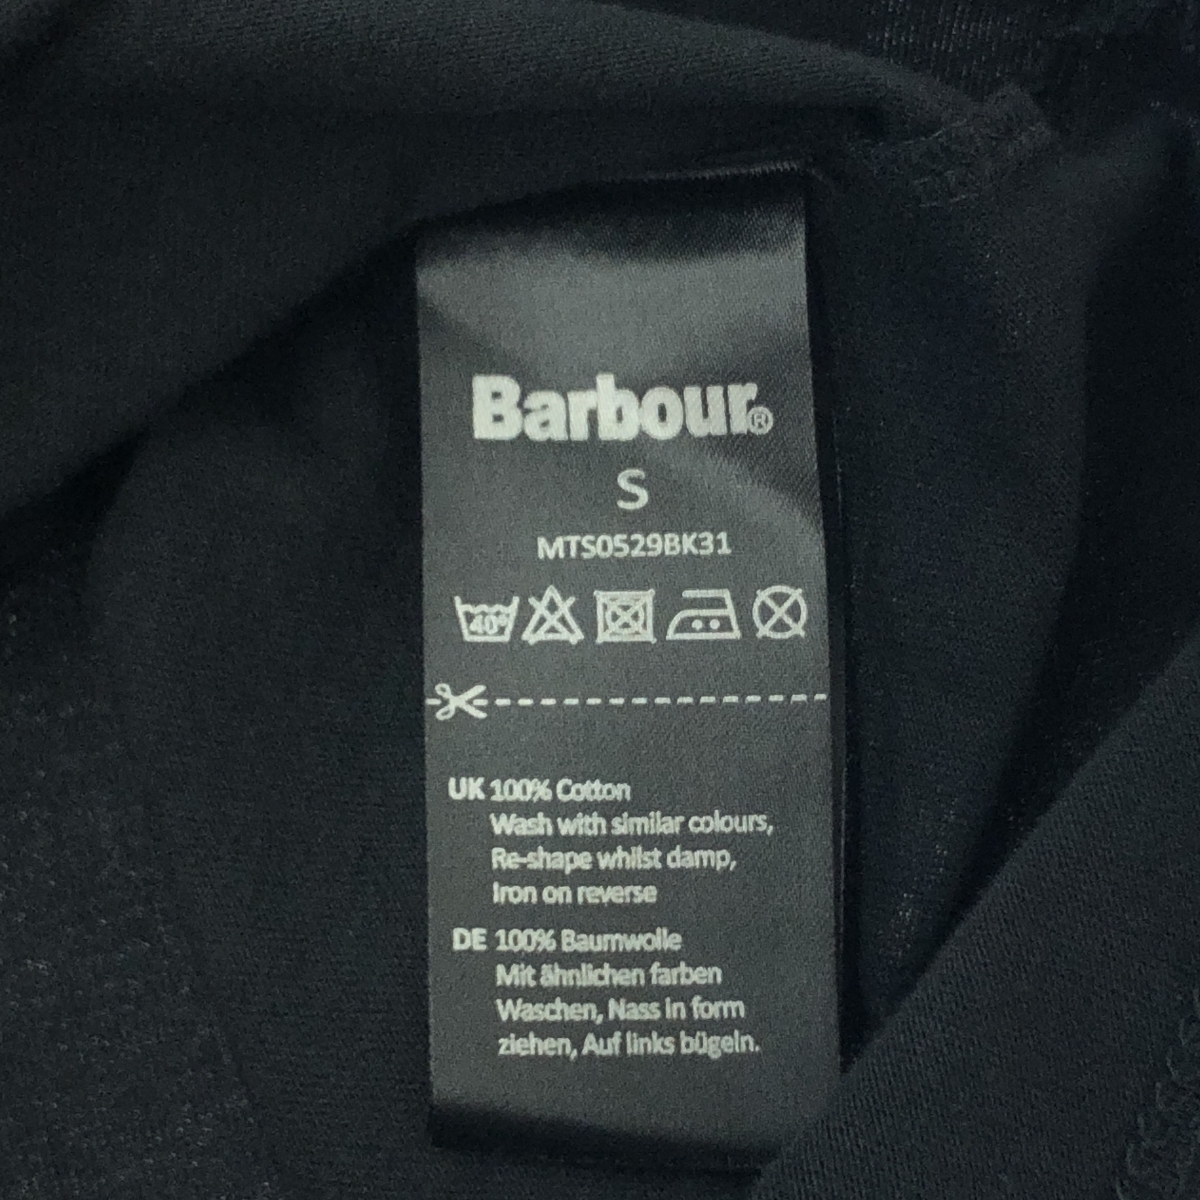 Barbour®
S
MTS0529BK31
40°
UK 100% Cotton
Wash with similar colours,
Re-shape whilst damp,
Iron on reverse
DE 100% Baumwolle
Mit ähnlichen farben
Waschen, Nass in form
ziehen, Auf links bügeln.